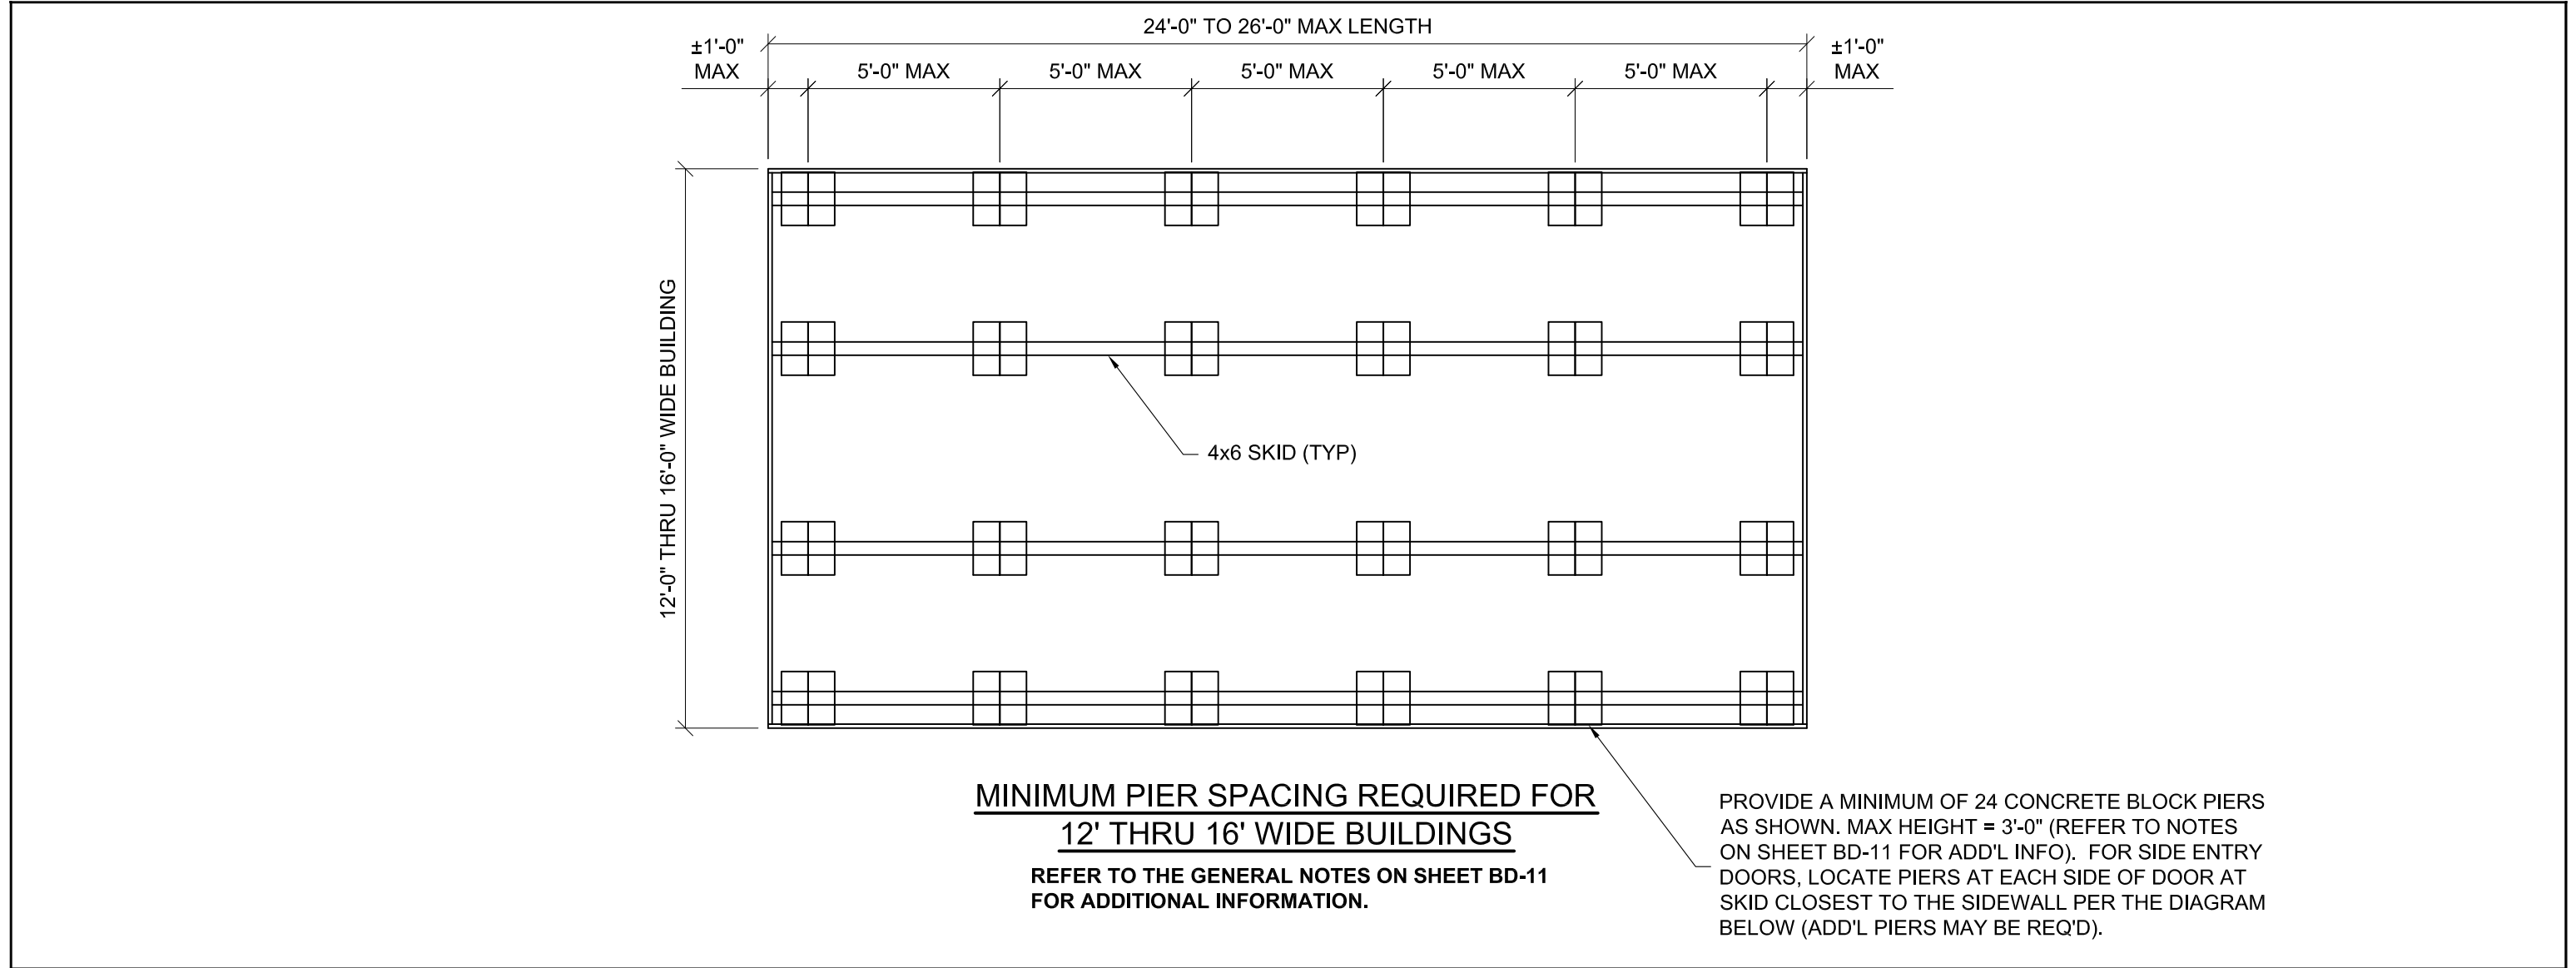 24'-0" TO 26'-0" MAX LENGTH
±1'-0"
MAX
5'-0" MAX
5'-0" MAX
5'-0" MAX
5'-0" MAX
5'-0" MAX
±1'-0"
MAX
12'-0" THRU 16'-0" WIDE BUILDING
4x6 SKID (TYP)
MINIMUM PIER SPACING REQUIRED FOR
12' THRU 16' WIDE BUILDINGS
REFER TO THE GENERAL NOTES ON SHEET BD-11
FOR ADDITIONAL INFORMATION.
PROVIDE A MINIMUM OF 24 CONCRETE BLOCK PIERS
AS SHOWN. MAX HEIGHT = 3'-0" (REFER TO NOTES
ON SHEET BD-11 FOR ADD'L INFO).  FOR SIDE ENTRY
DOORS, LOCATE PIERS AT EACH SIDE OF DOOR AT
SKID CLOSEST TO THE SIDEWALL PER THE DIAGRAM
BELOW (ADD'L PIERS MAY BE REQ'D).